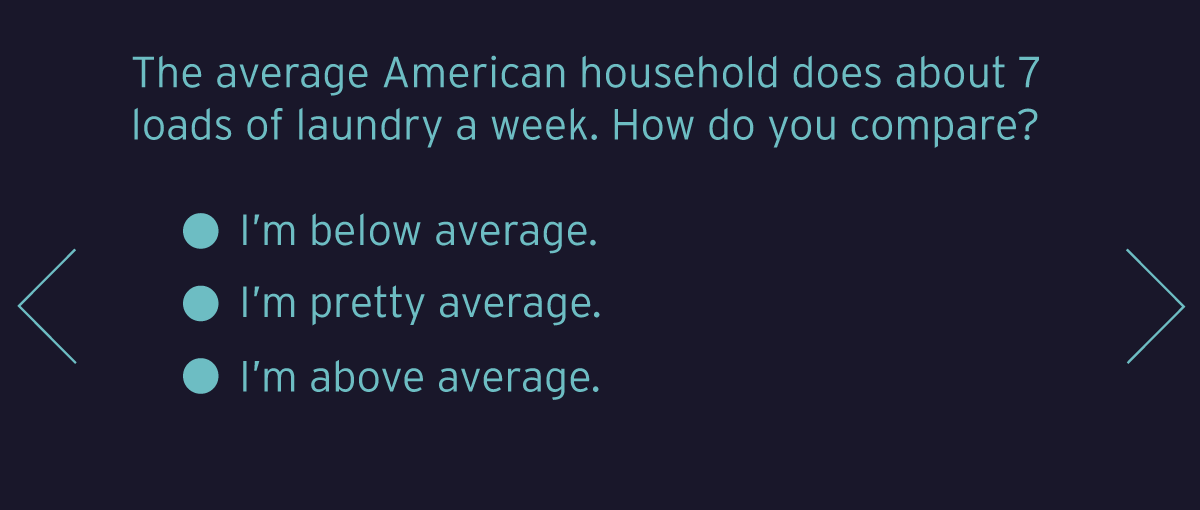 The average American household does about 7
loads of laundry a week. How do you compare?
I'm below average.
I'm pretty average.
I'm above average.